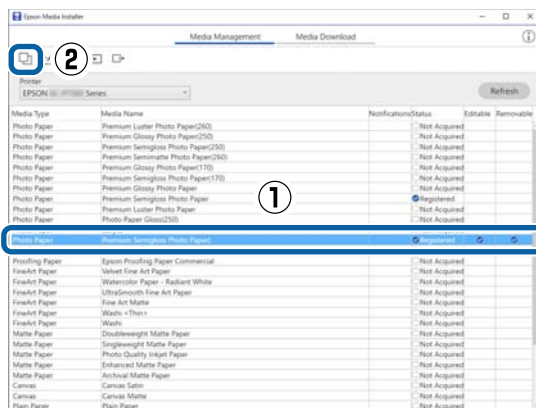 Epson Media Installer
Media Management Media Download
②
Printer
EPSON Series
Refresh
Media Type Media Name Notifications Status Editable Removable
Photo Paper Premium Luster Photo Paper(260) Not Acquired
Photo Paper Premium Glossy Photo Paper(250) Not Acquired
Photo Paper Premium Semigloss Photo Paper(250) Not Acquired
Photo Paper Premium Semimatte Photo Paper(260) Not Acquired
Photo Paper Premium Glossy Photo Paper(170) Not Acquired
Photo Paper Premium Semigloss Photo Paper(170) Not Acquired
Photo Paper Premium Glossy Photo Paper Not Acquired
Photo Paper Premium Semigloss Photo Paper Registered
Photo Paper Premium Luster Photo Paper Not Acquired
Photo Paper Photo Paper Gloss(250) Not Acquired
①
Photo Paper Premium Semigloss Photo Paper Registered
Proofing Paper Epson Proofing Paper Commercial Not Acquired
FineArt Paper Velvet Fine Art Paper Not Acquired
FineArt Paper Watercolor Paper - Radiant White Not Acquired
FineArt Paper UltraSmooth Fine Art Paper Not Acquired
FineArt Paper Fine Art Matte Not Acquired
FineArt Paper Washi <Thin> Not Acquired
FineArt Paper Washi Not Acquired
Matte Paper Doubleweight Matte Paper Not Acquired
Matte Paper Singleweight Matte Paper Not Acquired
Matte Paper Photo Quality Inkjet Paper Not Acquired
Matte Paper Enhanced Matte Paper Not Acquired
Matte Paper Archival Matte Paper Not Acquired
Canvas Canvas Satin Not Acquired
Canvas Canvas Matte Not Acquired
Plain Paper Plain Paper Not Acquired